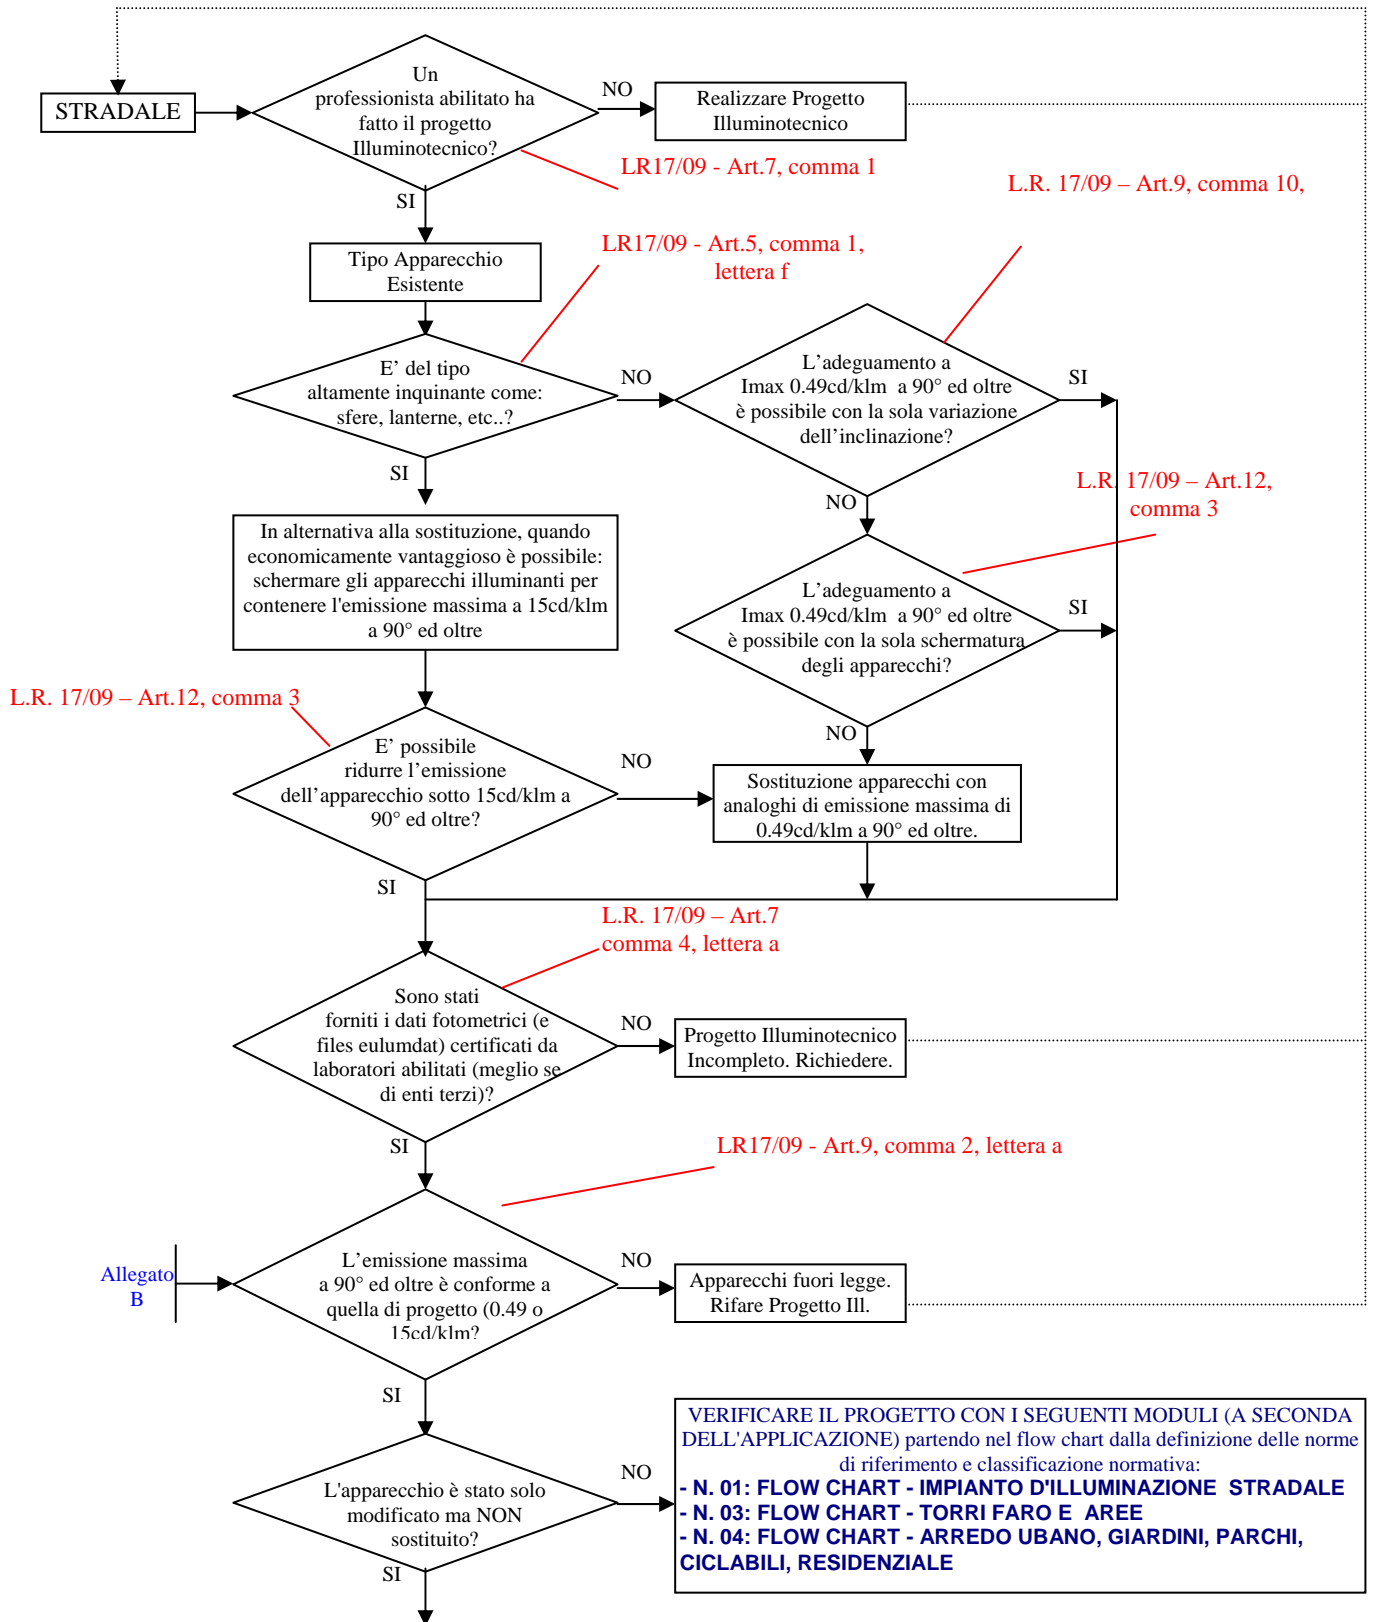 STRADALE
Un
professionista abilitato ha
fatto il progetto
Illuminotecnico?
NO
Realizzare Progetto
Illuminotecnico
LR17/09 - Art.7, comma 1
SI
L.R. 17/09 – Art.9, comma 10,
Tipo Apparecchio
Esistente
LR17/09 - Art.5, comma 1,
lettera f
E’ del tipo
altamente inquinante come:
sfere, lanterne, etc..?
NO
L’adeguamento a
Imax 0.49cd/klm a 90° ed oltre
è possibile con la sola variazione
dell’inclinazione?
SI
SI
NO
L.R. 17/09 – Art.12,
comma 3
In alternativa alla sostituzione, quando
economicamente vantaggioso è possibile:
schermare gli apparecchi illuminanti per
contenere l'emissione massima a 15cd/klm
a 90° ed oltre
L’adeguamento a
Imax 0.49cd/klm a 90° ed oltre
è possibile con la sola schermatura
degli apparecchi?
SI
L.R. 17/09 – Art.12, comma 3
NO
E’ possibile
ridurre l’emissione
dell’apparecchio sotto 15cd/klm a
90° ed oltre?
NO
Sostituzione apparecchi con
analoghi di emissione massima di
0.49cd/klm a 90° ed oltre.
SI
L.R. 17/09 – Art.7
comma 4, lettera a
Sono stati
forniti i dati fotometrici (e
files eulumdat) certificati da
laboratori abilitati (meglio se
di enti terzi)?
NO
Progetto Illuminotecnico
Incompleto. Richiedere.
SI
LR17/09 - Art.9, comma 2, lettera a
Allegato
B
L’emissione massima
a 90° ed oltre è conforme a
quella di progetto (0.49 o
15cd/klm?
NO
Apparecchi fuori legge.
Rifare Progetto Ill.
SI
L'apparecchio è stato solo
modificato ma NON
sostituito?
NO
VERIFICARE IL PROGETTO CON I SEGUENTI MODULI (A SECONDA
DELL'APPLICAZIONE) partendo nel flow chart dalla definizione delle norme
di riferimento e classificazione normativa:
- N. 01: FLOW CHART - IMPIANTO D'ILLUMINAZIONE STRADALE
- N. 03: FLOW CHART - TORRI FARO E AREE
- N. 04: FLOW CHART - ARREDO UBANO, GIARDINI, PARCHI,
CICLABILI, RESIDENZIALE
SI